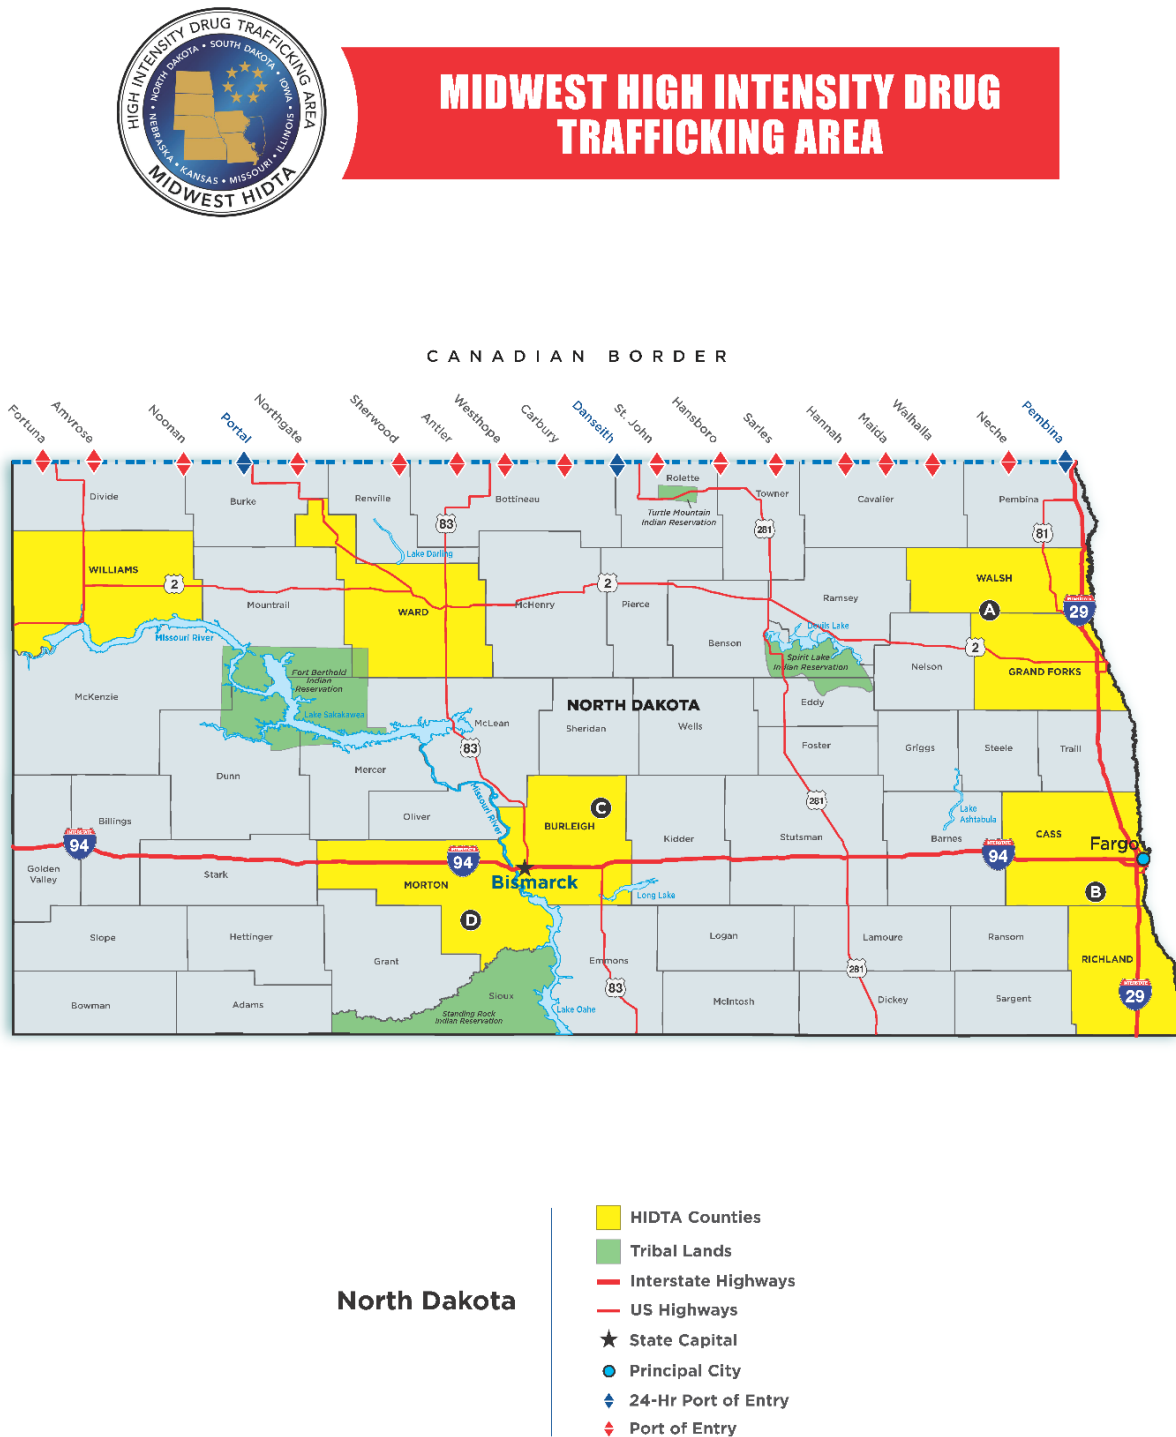 HIGH INTENSITY DRUG TRAFFICKING AREA
NORTH DAKOTA • SOUTH DAKOTA • IOWA • ILLINOIS • MISSOURI • KANSAS • NEBRASKA •
MIDWEST HIDTA
MIDWEST HIGH INTENSITY DRUG
TRAFFICKING AREA
CANADIAN BORDER
Fortuna
Amvrose
Noonan
Portal
Northgate
Sherwood
Antler
Westhope
Carbury
Danseith
St. John
Hansboro
Sarles
Hannah
Maida
Walhalla
Neche
Pembina
Divide
Burke
Renville
Bottineau
Rolette
Towner
Cavalier
Pembina
Turtle Mountain
Indian Reservation
83
281
81
Lake Darling
WILLIAMS
2
Mountrail
WARD
McHenry
2
Pierce
Ramsey
WALSH
A
INTERSTATE
29
Missouri River
Benson
Devils Lake
Spirit Lake
Indian Reservation
Nelson
2
GRAND FORKS
McKenzie
Fort Berthold
Indian
Reservation
Lake Sakakawea
McLean
NORTH DAKOTA
Sheridan
Wells
Eddy
Foster
Griggs
Steele
Traill
83
Dunn
Mercer
Missouri River
Oliver
Billings
BURLEIGH
C
Kidder
281
Stutsman
Lake
Ashtabula
Barnes
CASS
Fargo
INTERSTATE
94
Golden
Valley
Stark
INTERSTATE
94
MORTON
Bismarck
Long Lake
INTERSTATE
94
B
D
Slope
Hettinger
Grant
Emmons
Logan
Lamoure
Ransom
RICHLAND
281
83
Bowman
Adams
Sioux
Standing Rock
Indian Reservation
Lake Oahe
McIntosh
Dickey
Sargent
INTERSTATE
29
North Dakota
HIDTA Counties
Tribal Lands
Interstate Highways
US Highways
State Capital
Principal City
24-Hr Port of Entry
Port of Entry